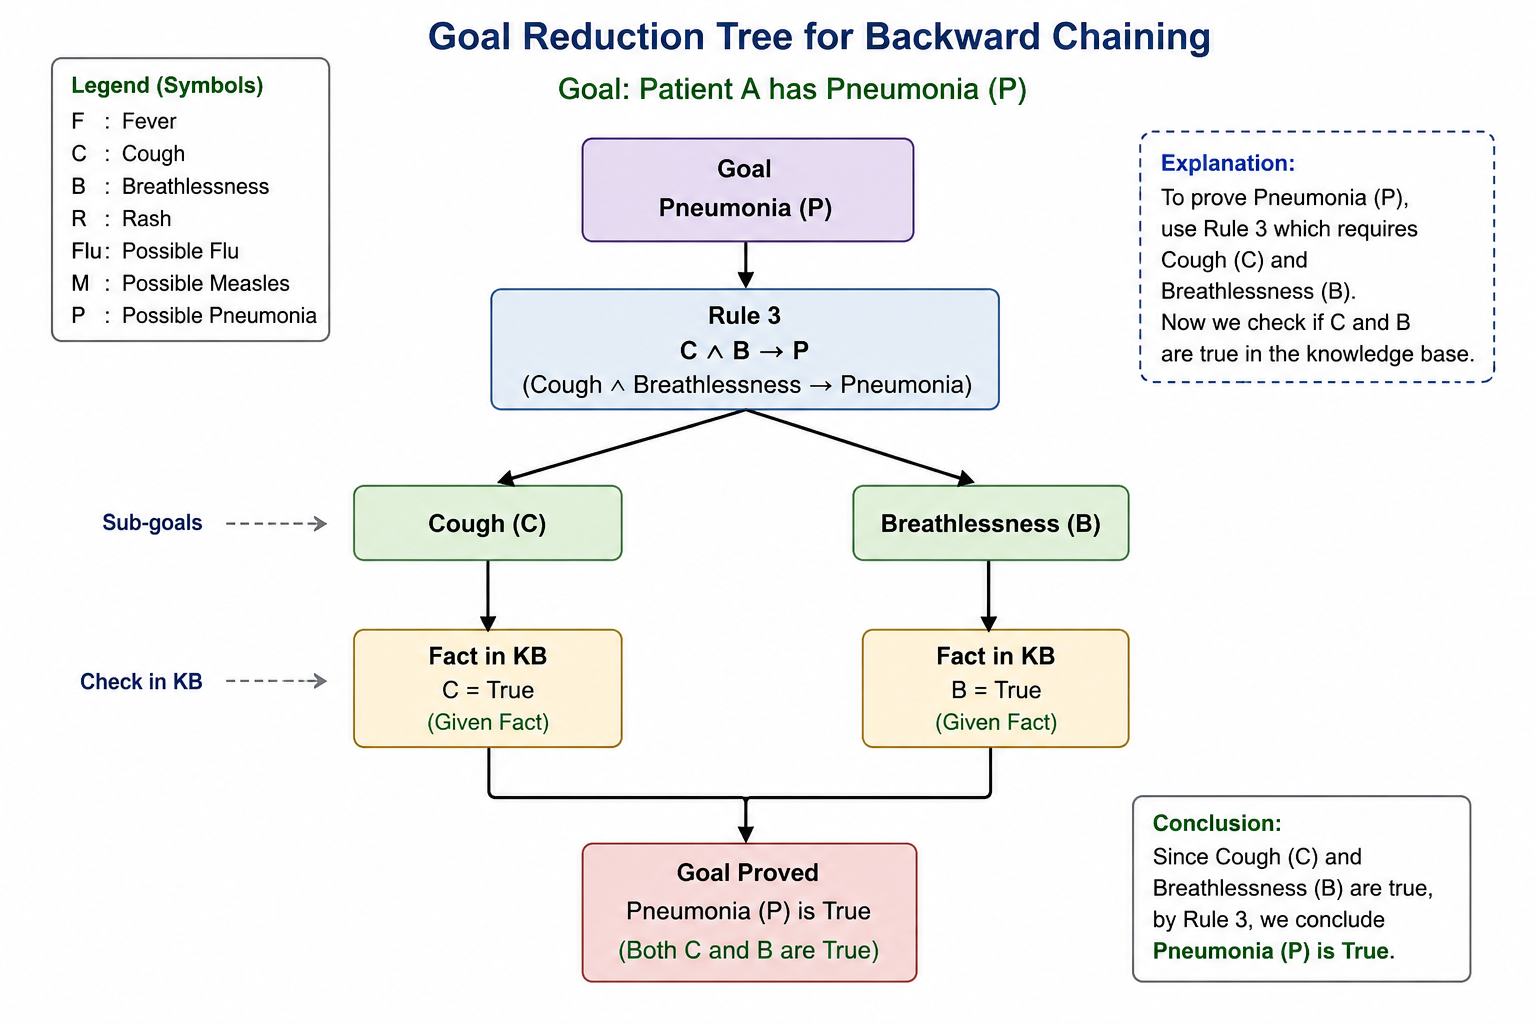 Goal Reduction Tree for Backward Chaining
Goal: Patient A has Pneumonia (P)
Legend (Symbols)
F : Fever
C : Cough
B : Breathlessness
R : Rash
Flu : Possible Flu
M : Possible Measles
P : Possible Pneumonia
Goal
Pneumonia (P)
Explanation:
To prove Pneumonia (P),
use Rule 3 which requires
Cough (C) and
Breathlessness (B).
Now we check if C and B
are true in the knowledge base.
Rule 3
C ∧ B → P
(Cough ∧ Breathlessness → Pneumonia)
Sub-goals
Cough (C)
Breathlessness (B)
Check in KB
Fact in KB
C = True
(Given Fact)
Fact in KB
B = True
(Given Fact)
Goal Proved
Pneumonia (P) is True
(Both C and B are True)
Conclusion:
Since Cough (C) and
Breathlessness (B) are true,
by Rule 3, we conclude
Pneumonia (P) is True.